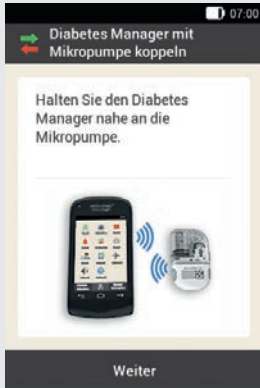 07:00
Diabetes Manager mit
Mikropumpe koppeln
Halten Sie den Diabetes
Manager nahe an die
Mikropumpe.
Weiter